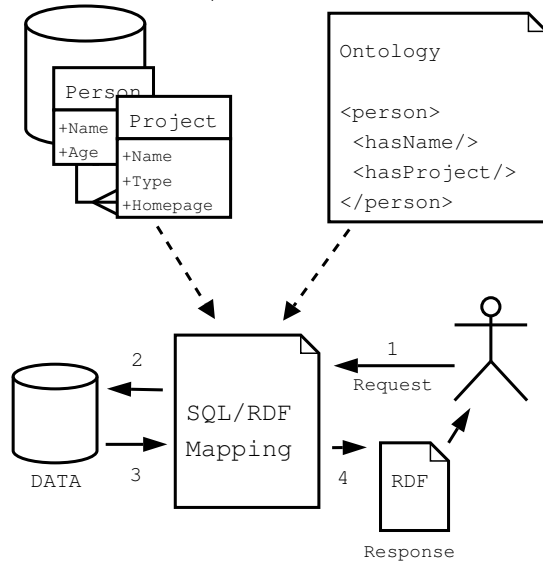 Person
+Name
+Age
Project
+Name
+Type
+Homepage
Ontology
<person>
<hasName/>
<hasProject/>
</person>
1
Request
2
3
DATA
SQL/RDF
Mapping
4
RDF
Response